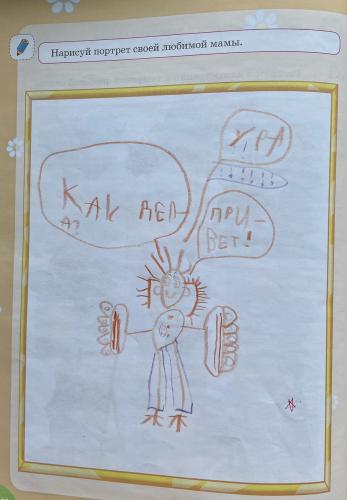 Нарисуй портрет своей любимой мамы.
УРА
КАК ДЕЛ-
А?
ПРИ-
ВЕТ!